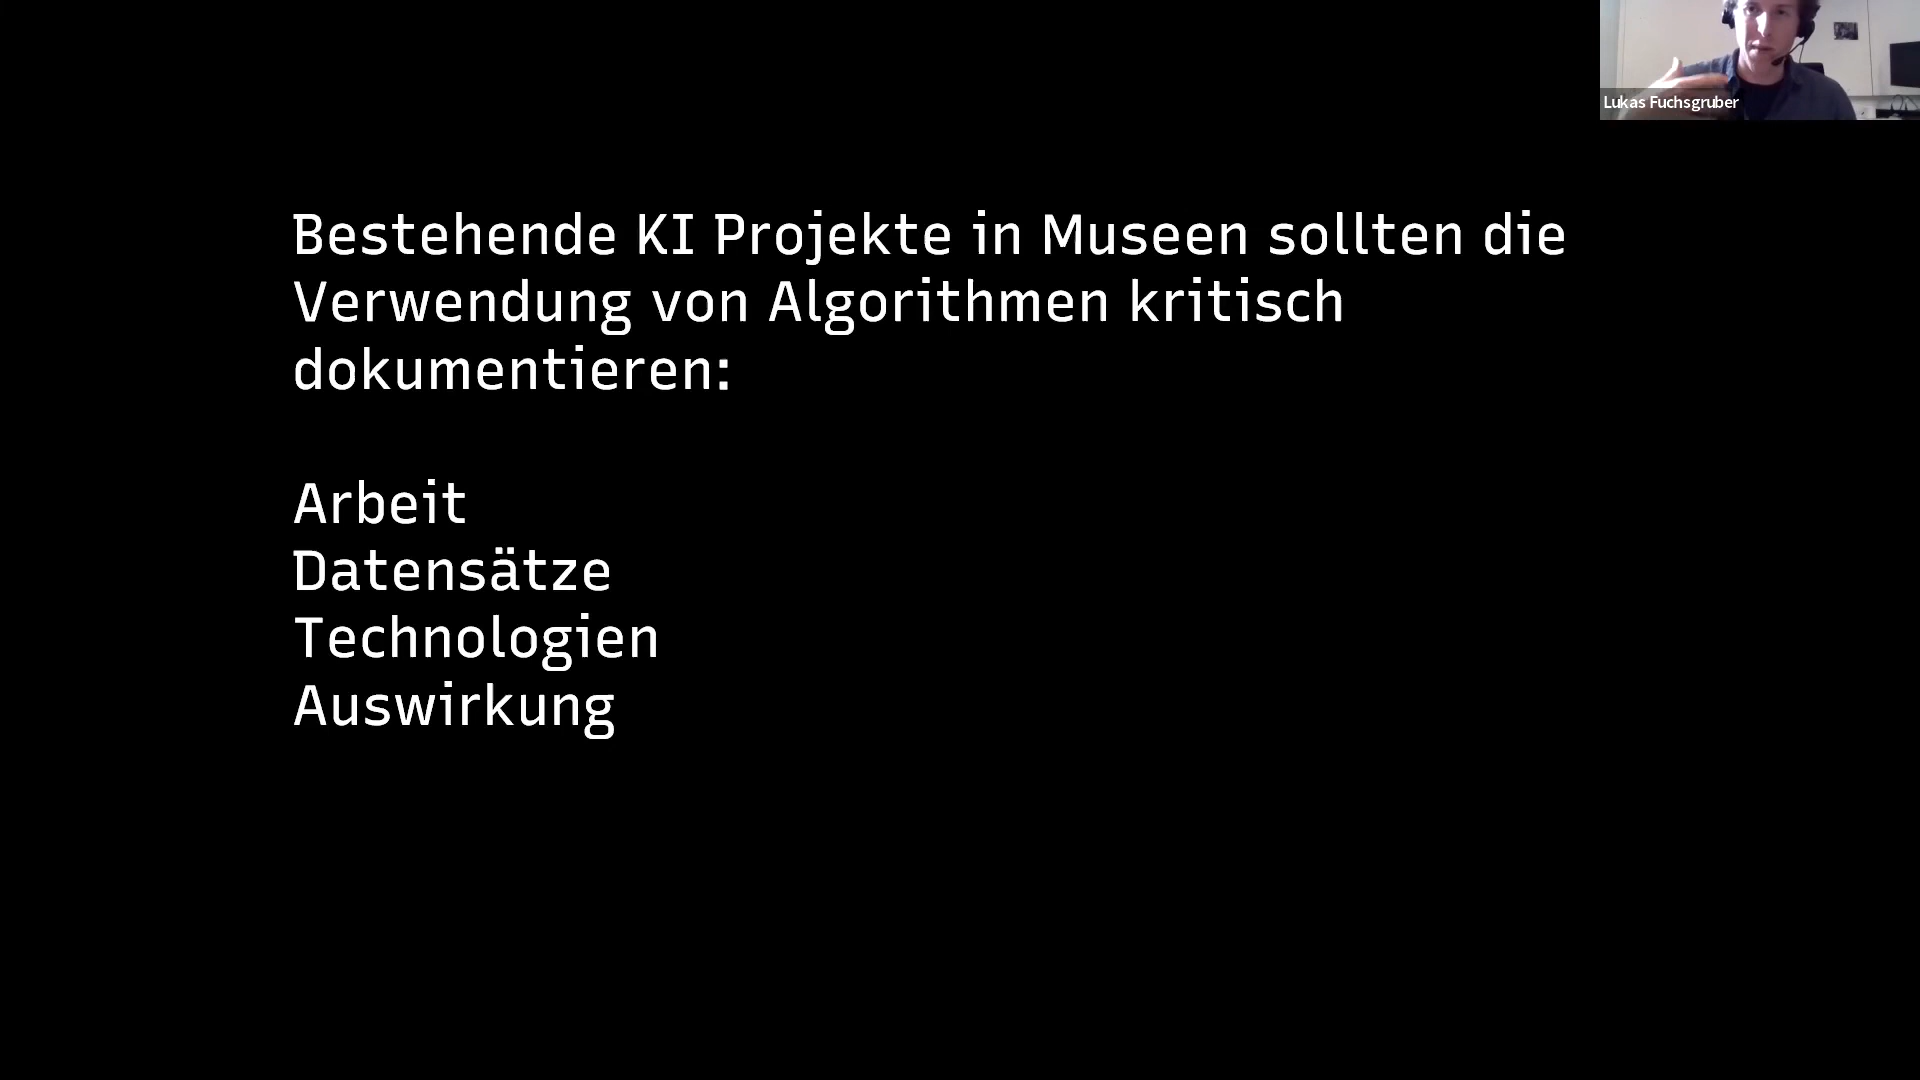 Lukas Fuchsgruber
Bestehende KI Projekte in Museen sollten die
Verwendung von Algorithmen kritisch
dokumentieren:
Arbeit
Datensätze
Technologien
Auswirkung